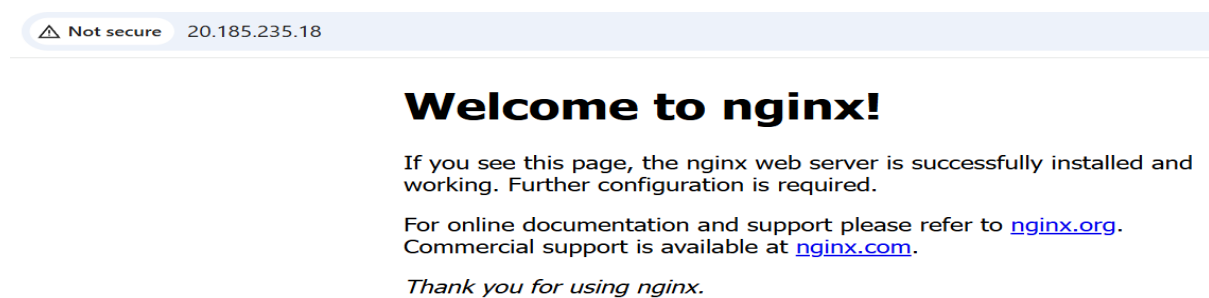 Not secure 20.185.235.18
Welcome to nginx!
If you see this page, the nginx web server is successfully installed and
working. Further configuration is required.
For online documentation and support please refer to nginx.org.
Commercial support is available at nginx.com.
Thank you for using nginx.